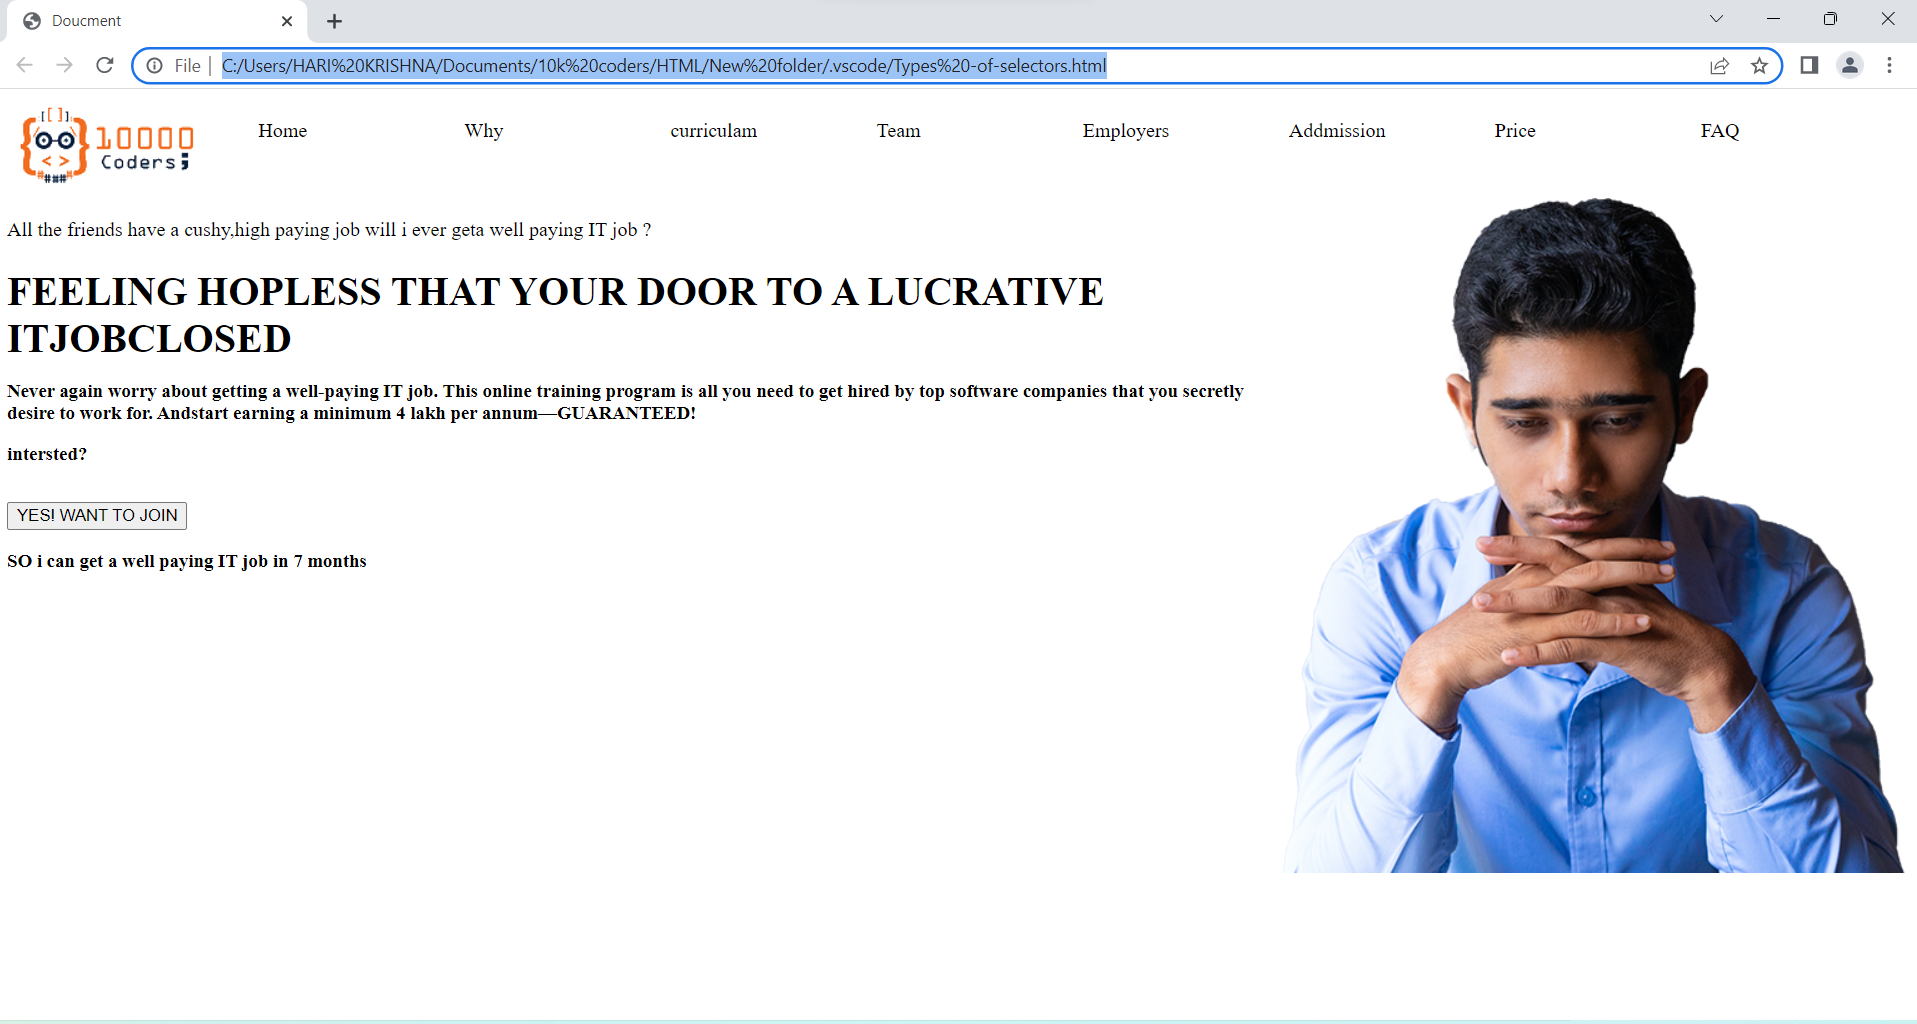 Doucment
File
C:/Users/HARI%20KRISHNA/Documents/10k%20coders/HTML/New%20folder/.vscode/Types%20-of-selectors.html
10000
Coders;
Home Why curriculam Team Employers Addmission Price FAQ
All the friends have a cushy,high paying job will i ever geta well paying IT job ?
FEELING HOPLESS THAT YOUR DOOR TO A LUCRATIVE
ITJOBCLOSED
Never again worry about getting a well-paying IT job. This online training program is all you need to get hired by top software companies that you secretly
desire to work for. Andstart earning a minimum 4 lakh per annum—GUARANTEED!
intersted?
YES! WANT TO JOIN
SO i can get a well paying IT job in 7 months